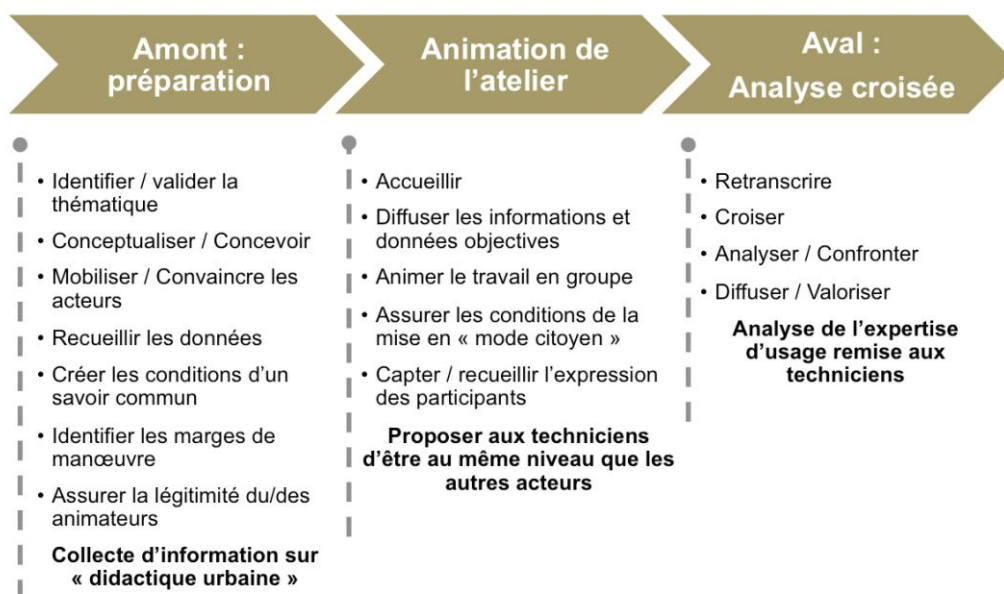 Amont :
préparation
• Identifier / valider la
thématique
• Conceptualiser / Concevoir
• Mobiliser / Convaincre les
acteurs
• Recueillir les données
• Créer les conditions d’un
savoir commun
• Identifier les marges de
manœuvre
• Assurer la légitimité du/des
animateurs
Collecte d’information sur
« didactique urbaine »
Animation de
l’atelier
• Accueillir
• Diffuser les informations et
données objectives
• Animer le travail en groupe
• Assurer les conditions de la
mise en « mode citoyen »
• Capter / recueillir l’expression
des participants
Proposer aux techniciens
d’être au même niveau que les
autres acteurs
Aval :
Analyse croisée
• Retranscrire
• Croiser
• Analyser / Confronter
• Diffuser / Valoriser
Analyse de l’expertise
d’usage remise aux
techniciens